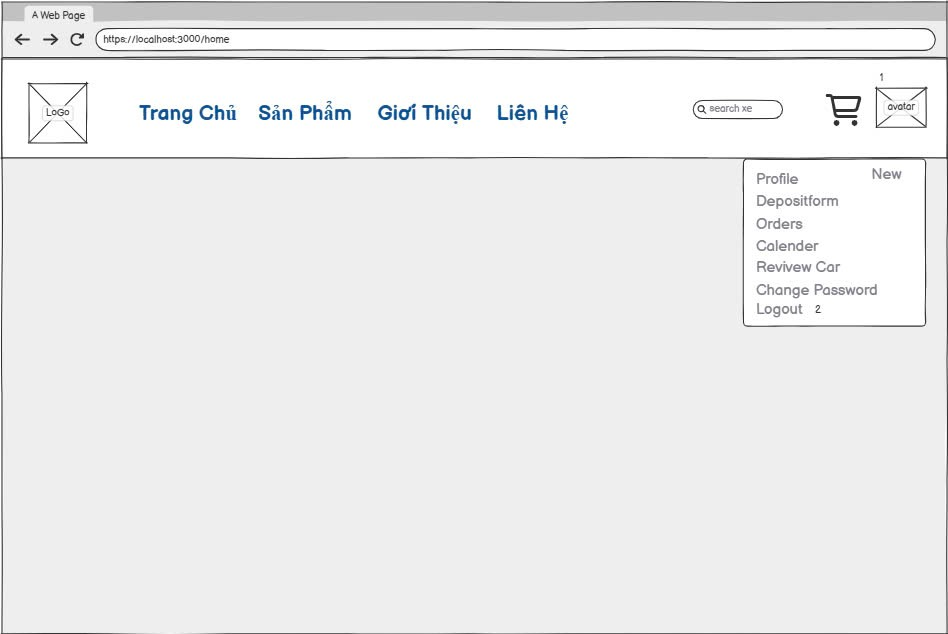 A Web Page
https://localhost:3000/home
1
LoGo
Trang Chủ Sản Phẩm Giới Thiệu Liên Hệ
search xe
avatar
Profile New
Depositform
Orders
Calender
Revivew Car
Change Password
Logout 2